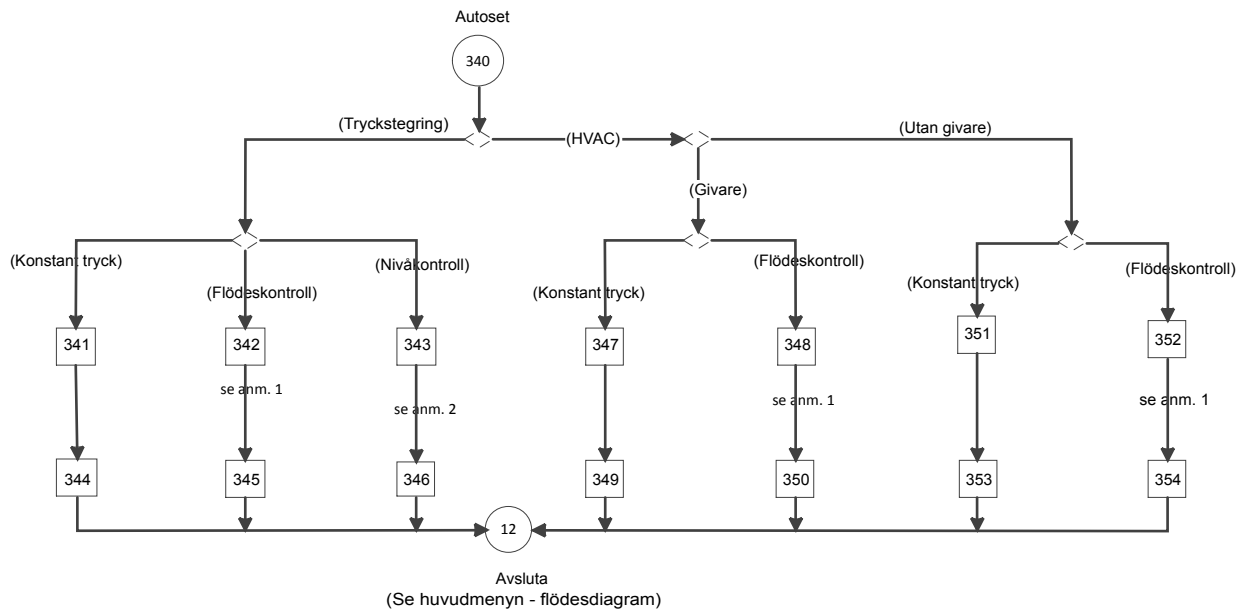 Autoset
340
(Tryckstegring)
(HVAC)
(Utan givare)
(Givare)
(Konstant tryck)
(Flödeskontroll)
(Nivåkontroll)
(Konstant tryck)
(Flödeskontroll)
(Konstant tryck)
(Flödeskontroll)
341
342
343
347
348
351
352
se anm. 1
se anm. 2
se anm. 1
se anm. 1
344
345
346
349
350
353
354
12
Avsluta
(Se huvudmenyn - flödesdiagram)